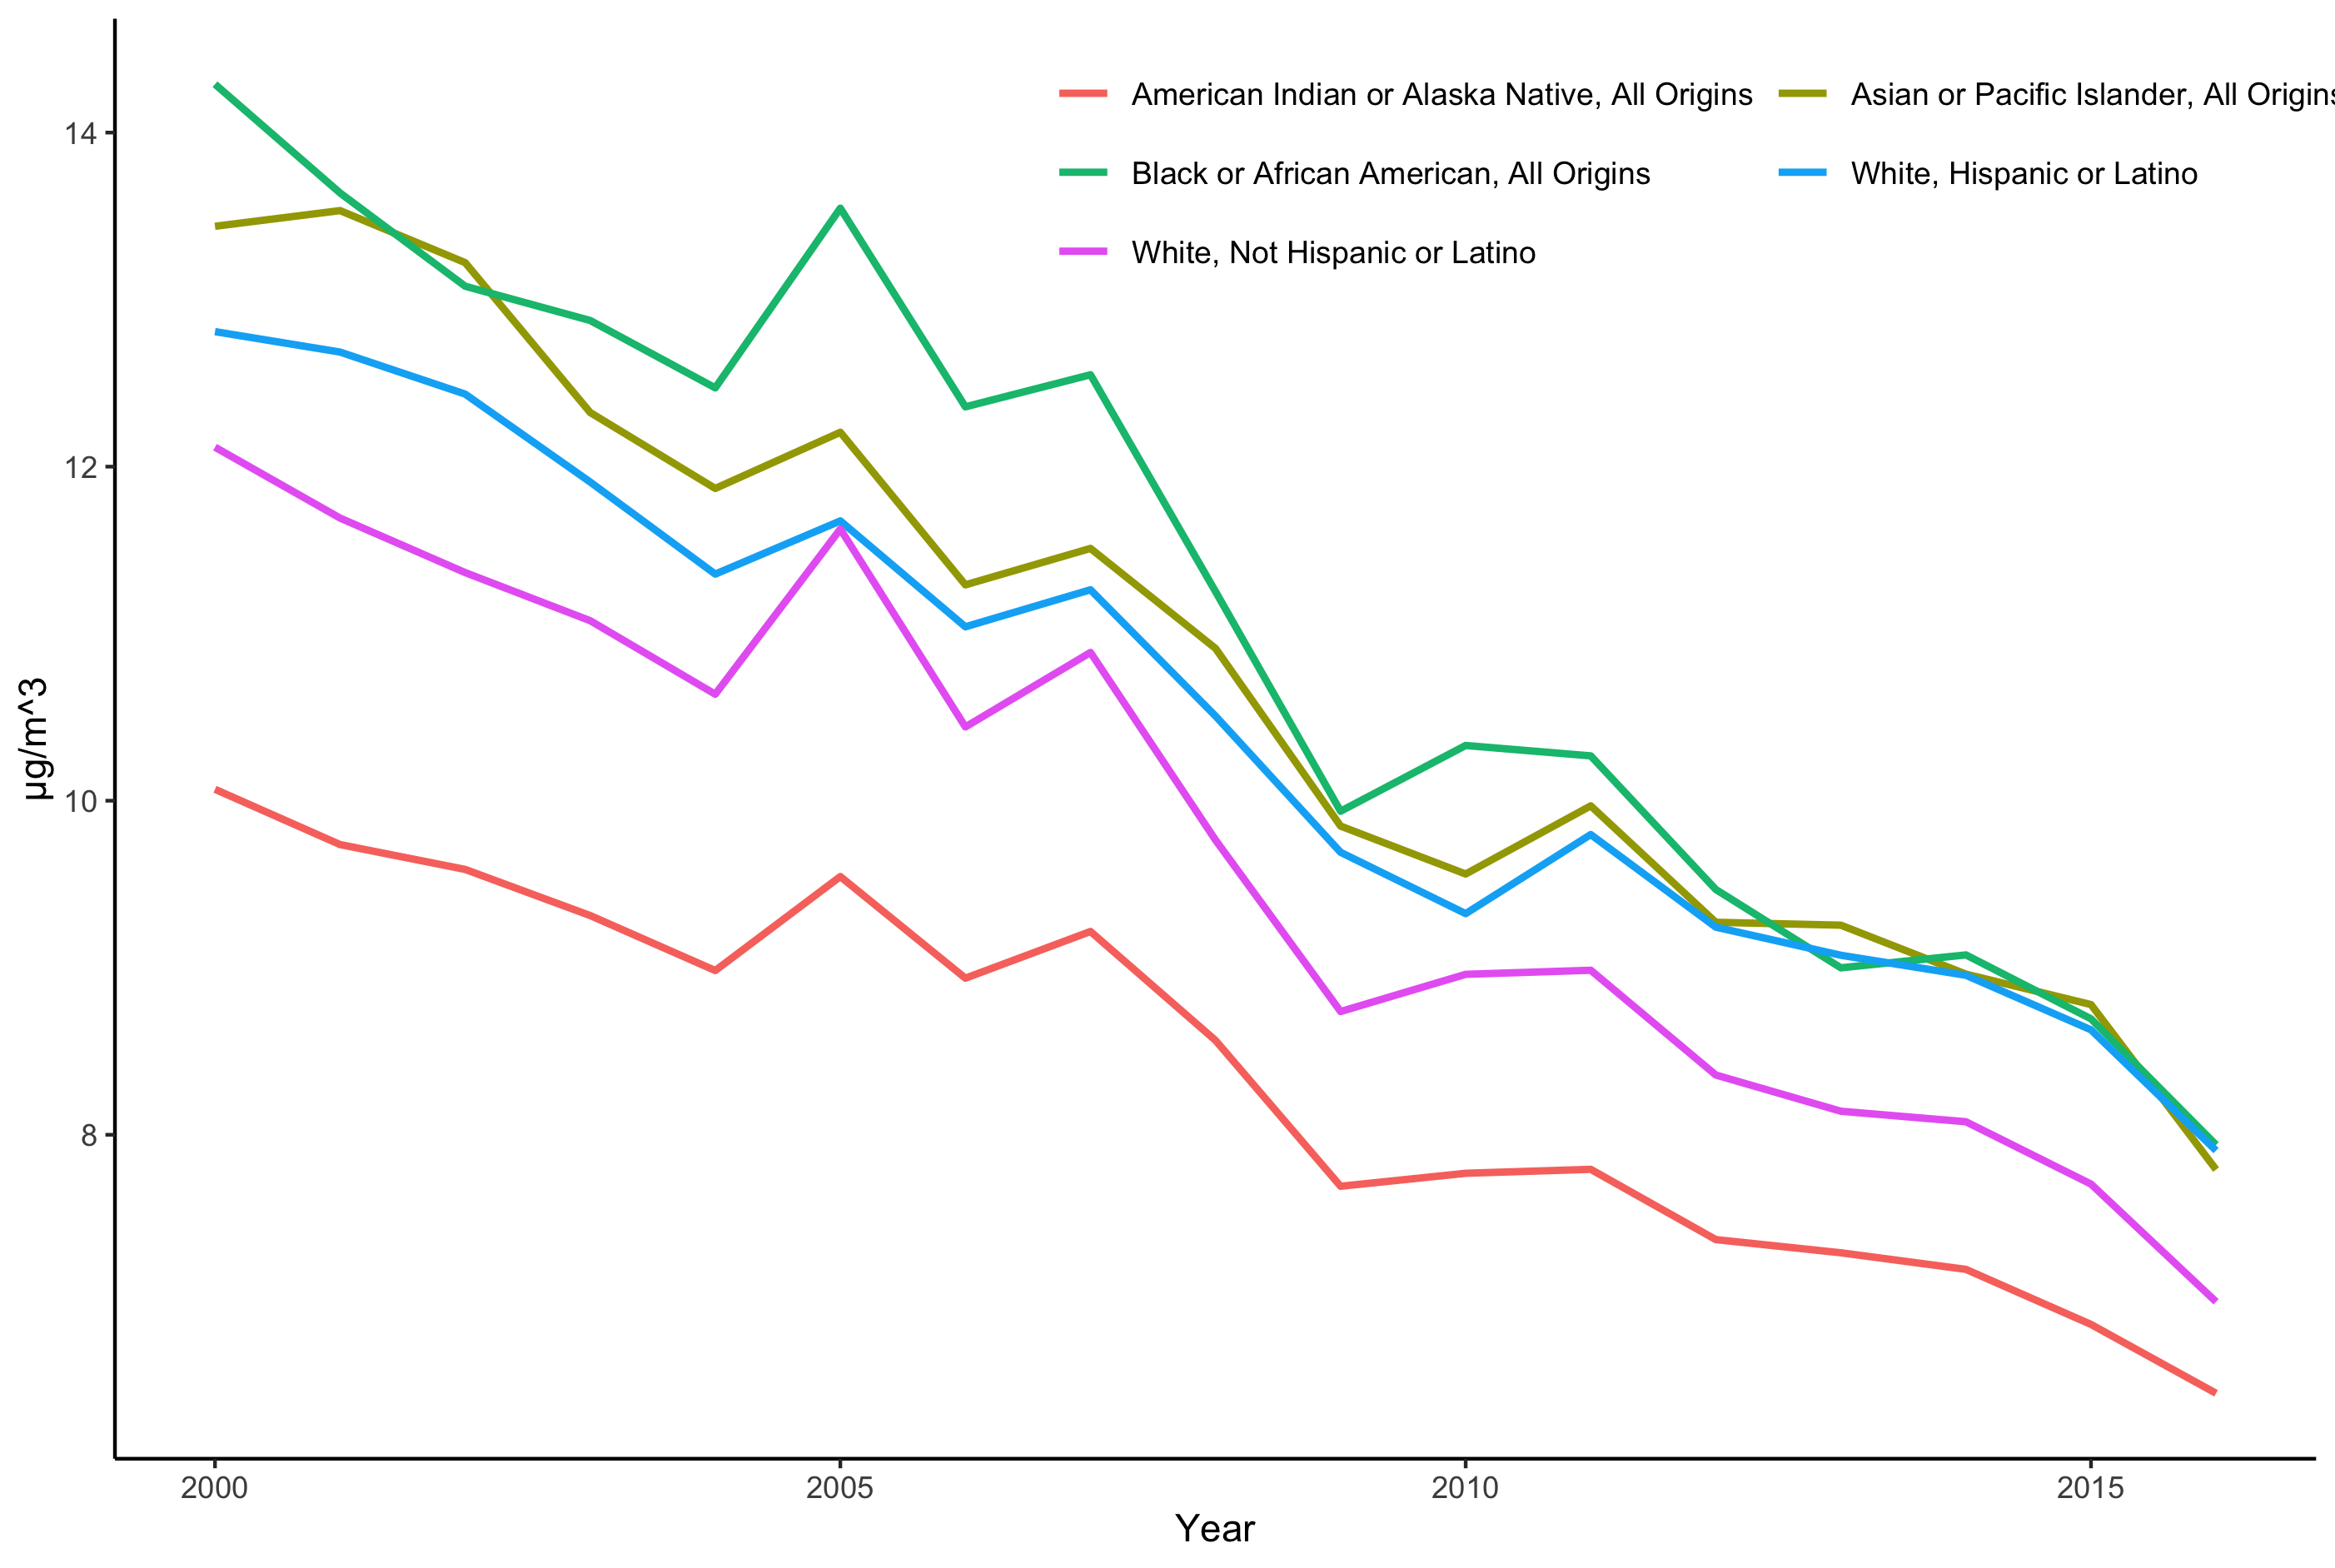 American Indian or Alaska Native, All Origins
Asian or Pacific Islander, All Origins
Black or African American, All Origins
White, Hispanic or Latino
White, Not Hispanic or Latino
14
12
10
8
µg/m^3
2000
2005
2010
2015
Year